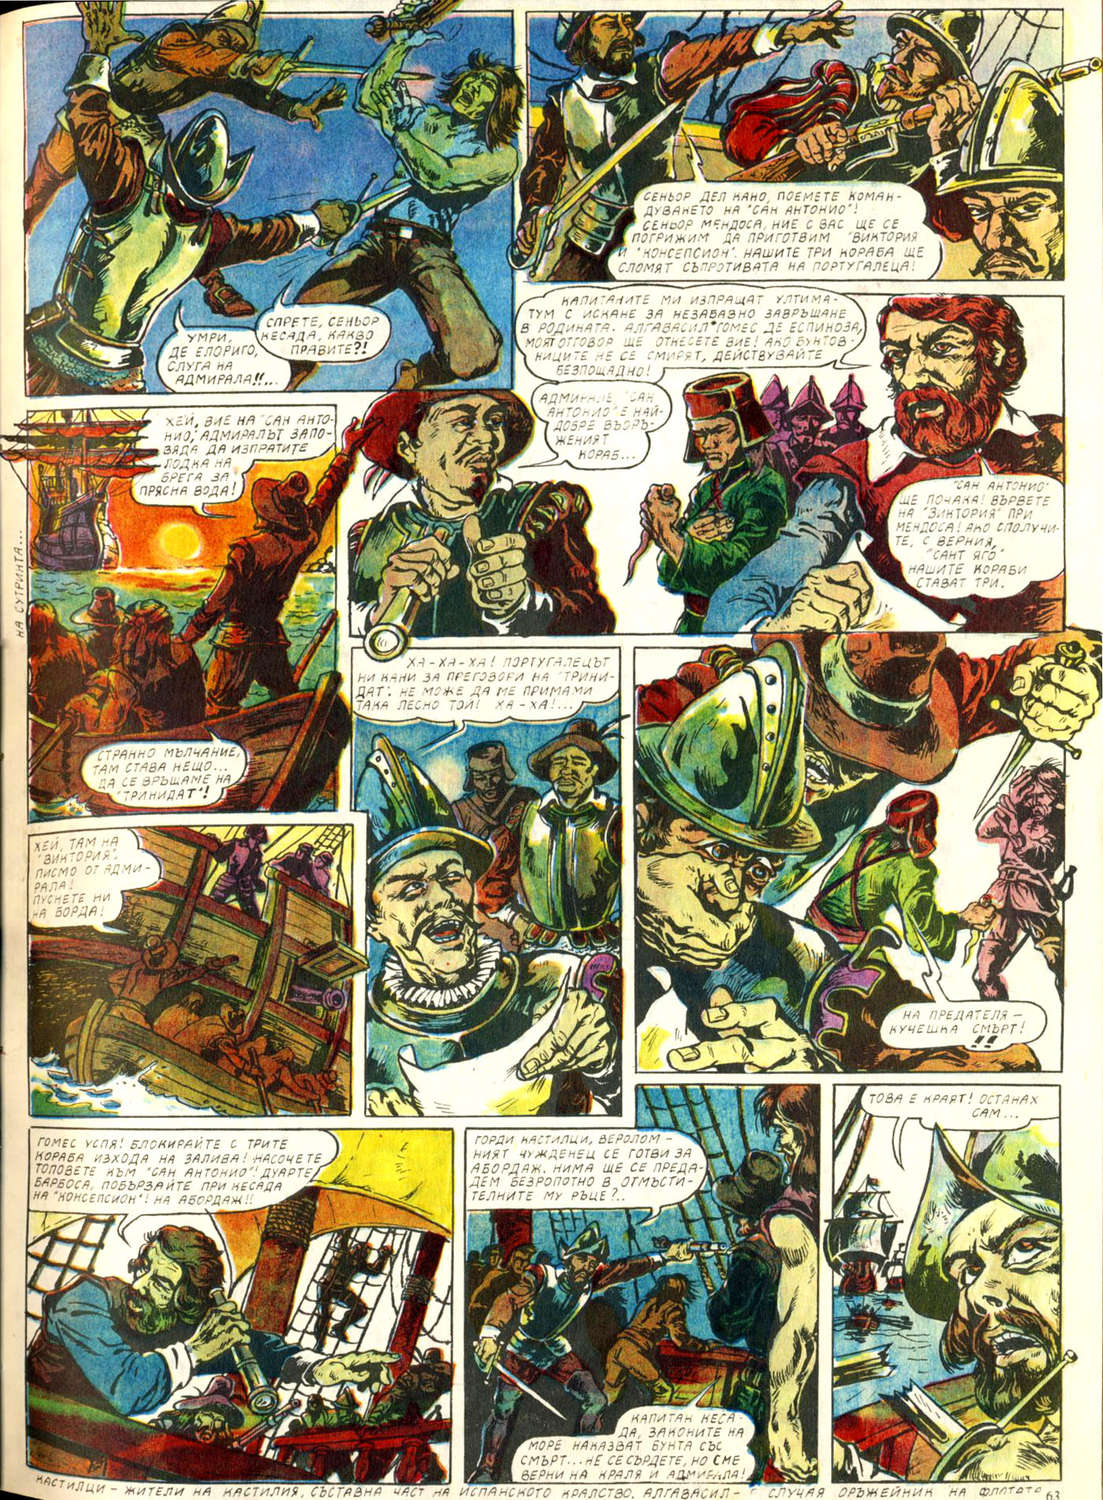 УМРИ,
ДЕ ЕЛОРИГО,
СЛУГА НА
АДМИРАЛА!!...
СПРЕТЕ, СЕНЬОР
КЕСАДА, КАКВО
ПРАВИТЕ?!
СЕНЬОР ДЕЛ КАНО, ПОЕМЕТЕ КОМАН-
ДУВАНЕТО НА "САН АНТОНИО"!
СЕНЬОР МЕНДОСА, НИЕ С ВАС ЩЕ СЕ
ПОГРИЖИМ ДА ПРИГОТВИМ "ВИКТОРИЯ
И "КОНСЕПСИОН". НАШИТЕ ТРИ КОРАБА ЩЕ
СЛОМЯТ СЪПРОТИВАТА НА ПОРТУГАЛЕЦА!
НА СУТРИНТА...
ХЕЙ, ВИЕ НА "САН АНТО-
НИО", АДМИРАЛЪТ ЗАПО-
ВЯДА ДА ИЗПРАТИТЕ
ЛОДКА НА
БРЕГА ЗА
ПРЯСНА ВОДА!
СТРАННО МЪЛЧАНИЕ,
ТАМ СТАВА НЕЩО...
ДА СЕ ВРЪЩАМЕ НА
"ТРИНИДАТ"!
КАПИТАНИТЕ МИ ИЗПРАЩАТ УЛТИМА-
ТУМ С ИСКАНЕ ЗА НЕЗАБАВНО ЗАВРЪЩАНЕ
В РОДИНАТА. АЛГАВАСИЛ* ГОМЕС ДЕ ЕСПИНОЗА,
МОЯТ ОТГОВОР ЩЕ ОТНЕСЕТЕ ВИЕ! АКО БУНТОВ-
НИЦИТЕ НЕ СЕ СМИРЯТ, ДЕЙСТВУВАЙТЕ
БЕЗПОЩАДНО!
АДМИРАЛЕ, "САН
АНТОНИО" Е НАЙ-
ДОБРЕ ВЪОРЪ-
ЖЕНИЯТ
КОРАБ...
"САН АНТОНИО"
ЩЕ ПОЧАКА! ВЪРВЕТЕ
НА "ВИКТОРИЯ" ПРИ
МЕНДОСА! АКО СПОЛУЧИ-
ТЕ, С ВЕРНИЯ
"САНТ ЯГО"
НАШИТЕ КОРАБИ
СТАВАТ ТРИ.
ХЕЙ, ТАМ НА
"ВИКТОРИЯ".
ПИСМО ОТ АДМИ-
РАЛА!
ПУСНЕТЕ НИ
НА БОРДА!
ХА-ХА-ХА! ПОРТУГАЛЕЦЪТ
НИ КАНИ ЗА ПРЕГОВОРИ НА "ТРИНИ-
ДАТ". НЕ МОЖЕ ДА МЕ ПРИМАМИ
ТАКА ЛЕСНО ТОЙ! ХА-ХА!...
НА ПРЕДАТЕЛЯ -
КУЧЕШКА СМЪРТ!
!!
ГОМЕС УСПЯ! БЛОКИРАЙТЕ С ТРИТЕ
КОРАБА ИЗХОДА НА ЗАЛИВА! НАСОЧЕТЕ
ТОПОВЕТЕ КЪМ "САН АНТОНИО"! ДУАРТЕ
БАРБОСА, ПОБЪРЗАЙТЕ ПРИ КЕСАДА
НА "КОНСЕПСИОН"! НА АБОРДАЖ!!
ГОРДИ КАСТИЛЦИ, ВЕРОЛОМ-
НИЯТ ЧУЖДЕНЕЦ СЕ ГОТВИ ЗА
АБОРДАЖ. НИМА ЩЕ СЕ ПРЕДА-
ДЕМ БЕЗРОПОТНО В ОТМЪСТИ-
ТЕЛНИТЕ МУ РЪЦЕ?..
КАПИТАН КЕСА-
ДА, ЗАКОНИТЕ НА
МОРЕ НАКАЗВАТ БУНТА СЪС
СМЪРТ... НЕ СЕ СЪРДЕТЕ, НО СМЕ
ВЕРНИ НА КРАЛЯ И АДМИРАЛА!
ТОВА Е КРАЯТ! ОСТАНАХ
САМ...
КАСТИЛЦИ - ЖИТЕЛИ НА КАСТИЛИЯ, СЪСТАВНА ЧАСТ НА ИСПАНСКОТО КРАЛСТВО. АЛГАВАСИЛ - СЛУЧАЯ ОРЪЖЕЙНИК НА ФЛОТАТА
63